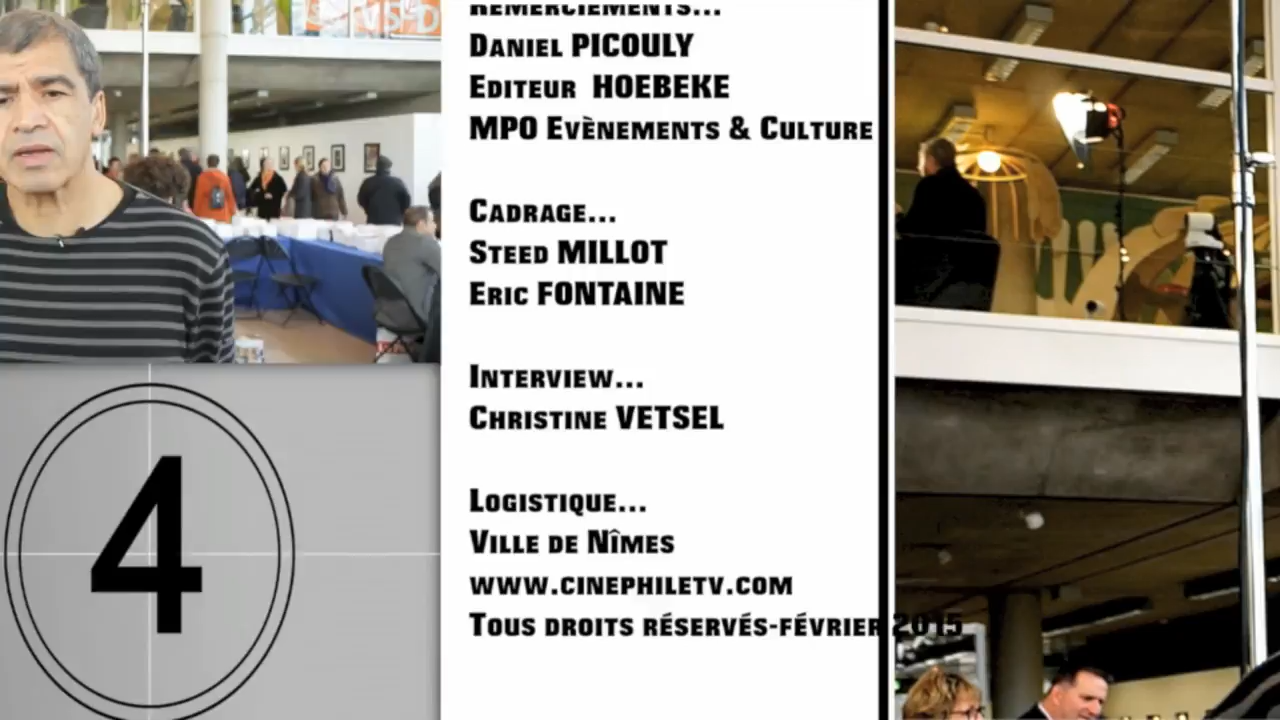 REMERCIEMENTS...
DANIEL PICOULY
EDITEUR HOEBEKE
MPO EVÈNEMENTS & CULTURE
CADRAGE...
STEED MILLOT
ERIC FONTAINE
INTERVIEW...
CHRISTINE VETSEL
LOGISTIQUE...
VILLE DE NÎMES
WWW.CINEPHILETV.COM
TOUS DROITS RÉSERVÉS-FÉVRIER 2015
4